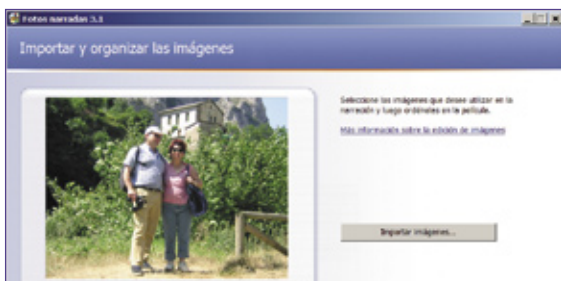 Fotos narradas 3.1
Importar y organizar las imágenes
Seleccione las imágenes que desee utilizar en la
narración y luego ordénelas en la película.
Más información sobre la edición de imágenes
Importar imágenes...